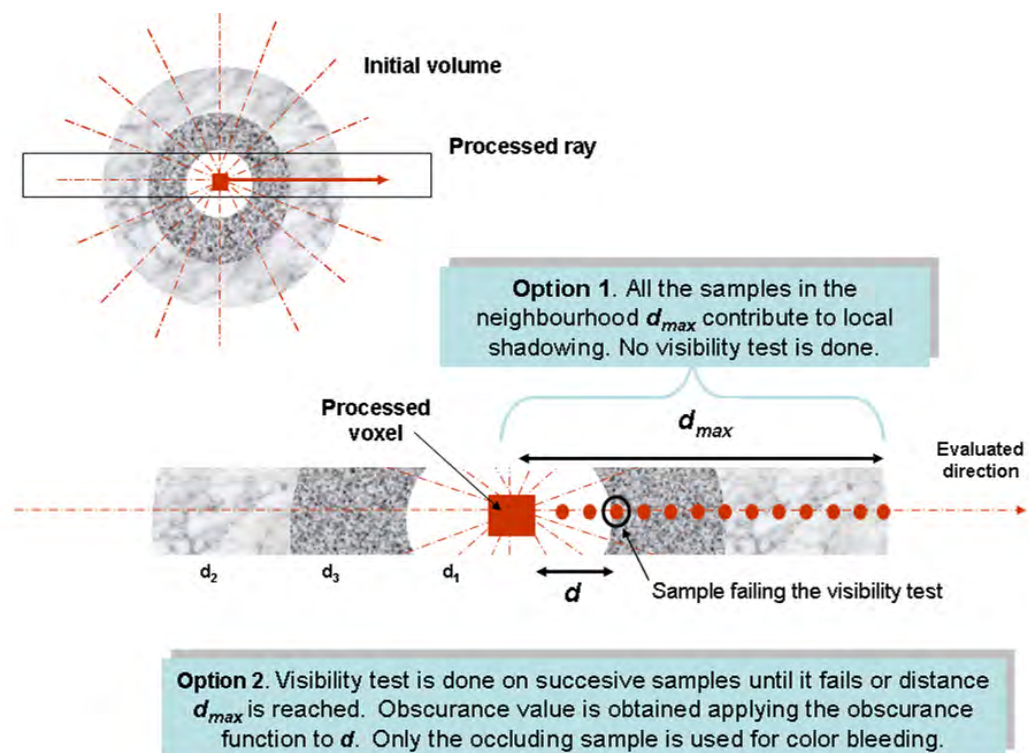 Initial volume
Processed ray
Option 1. All the samples in the
neighbourhood dmax contribute to local
shadowing. No visibility test is done.
Processed
voxel
dmax
Evaluated
direction
d2
d3
d1
d
Sample failing the visibility test
Option 2. Visibility test is done on succesive samples until it fails or distance
dmax is reached. Obscurance value is obtained applying the obscurance
function to d. Only the occluding sample is used for color bleeding.